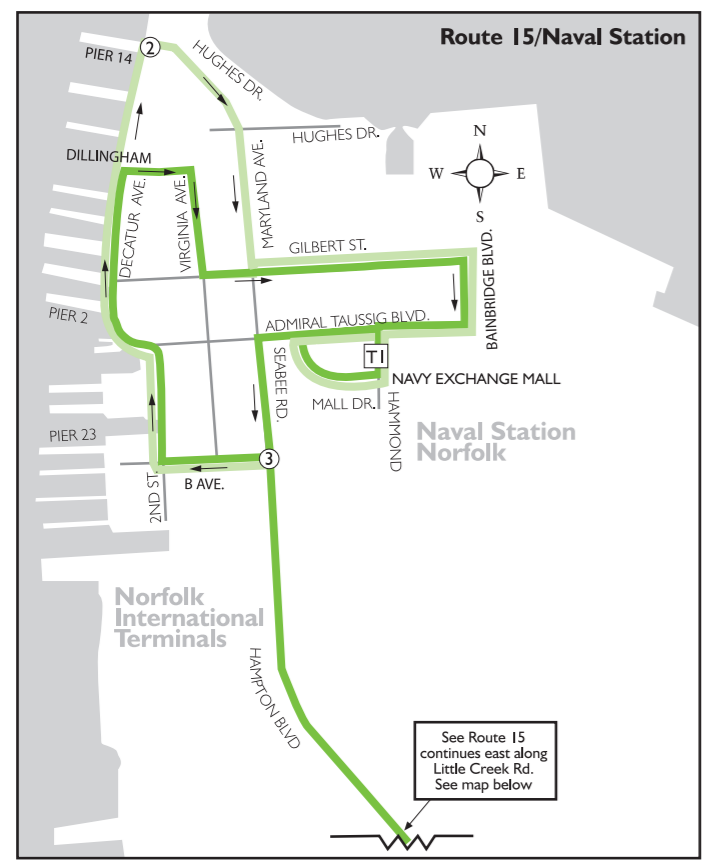 Route 15/Naval Station
2
PIER 14
HUGHES DR.
HUGHES DR.
N
W
E
S
DILLINGHAM
DECATUR AVE.
VIRGINIA AVE.
MARYLAND AVE.
GILBERT ST.
BAINBRIDGE BLVD.
PIER 2
ADMIRAL TAUSSIG BLVD.
T1
SEABEE RD.
NAVY EXCHANGE MALL
MALL DR.
HAMMOND
PIER 23
Naval Station
Norfolk
3
B AVE.
2ND ST.
Norfolk
International
Terminals
HAMPTON BLVD
See Route 15
continues east along
Little Creek Rd.
See map below